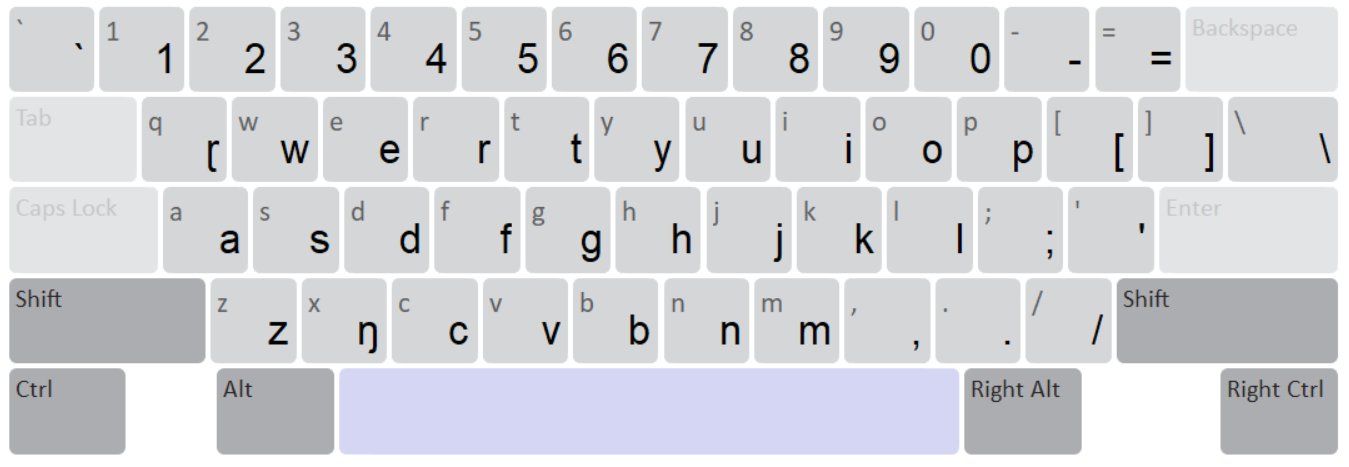 ` ` 1 1 2 2 3 3 4 4 5 5 6 6 7 7 8 8 9 9 0 0 - - = = Backspace
Tab q ɽ w w e e r r t t y y u u i i o o p p [ [ ] ] \ \
Caps Lock a a s s d d f f g g h h j j k k l l ; ; ' ' Enter
Shift z z x ŋ c c v v b b n n m m , , . . / / Shift
Ctrl Alt Right Alt Right Ctrl